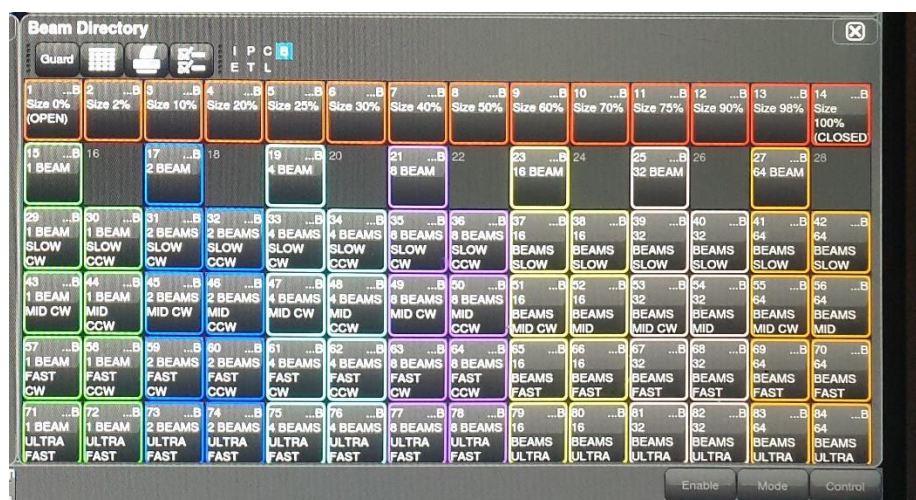 Beam Directory
Guard I P C B
E T L
1 ...B 2 ...B 3 ...B 4 ...B 5 ...B 6 ...B 7 ...B 8 ...B 9 ...B 10 ...B 11 ...B 12 ...B 13 ...B 14 ...B
Size 0% Size 2% Size 10% Size 20% Size 25% Size 30% Size 40% Size 50% Size 60% Size 70% Size 75% Size 90% Size 98% Size
(OPEN) 100%
(CLOSED
15 ...B 16 17 ...B 18 19 ...B 20 21 ...B 22 23 ...B 24 25 ...B 26 27 ...B 28
1 BEAM 2 BEAM 4 BEAM 8 BEAM 16 BEAM 32 BEAM 64 BEAM
29 ...B 30 ...B 31 ...B 32 ...B 33 ...B 34 ...B 35 ...B 36 ...B 37 ...B 38 ...B 39 ...B 40 ...B 41 ...B 42 ...B
1 BEAM 1 BEAM 2 BEAMS 2 BEAMS 4 BEAMS 4 BEAMS 8 BEAMS 8 BEAMS 16 16 32 32 64 64
SLOW SLOW SLOW SLOW SLOW SLOW SLOW SLOW BEAMS BEAMS BEAMS BEAMS BEAMS BEAMS
CW CCW CW CCW CW CCW CW CCW SLOW SLOW SLOW SLOW SLOW SLOW
43 ...B 44 ...B 45 ...B 46 ...B 47 ...B 48 ...B 49 ...B 50 ...B 51 ...B 52 ...B 53 ...B 54 ...B 55 ...B 56 ...B
1 BEAM 1 BEAM 2 BEAMS 2 BEAMS 4 BEAMS 4 BEAMS 8 BEAMS 8 BEAMS 16 16 32 32 64 64
MID CW MID MID CW MID MID CW MID MID CW MID BEAMS BEAMS BEAMS BEAMS BEAMS BEAMS
CCW CCW CCW CCW MID CW MID MID CW MID MID CW MID
57 ...B 58 ...B 59 ...B 60 ...B 61 ...B 62 ...B 63 ...B 64 ...B 65 ...B 66 ...B 67 ...B 68 ...B 69 ...B 70 ...B
1 BEAM 1 BEAM 2 BEAMS 2 BEAMS 4 BEAMS 4 BEAMS 8 BEAMS 8 BEAMS 16 16 32 32 64 64
FAST FAST FAST FAST FAST FAST FAST FAST BEAMS BEAMS BEAMS BEAMS BEAMS BEAMS
CW CCW CW CCW CW CCW CW CCW FAST FAST FAST FAST FAST FAST
71 ...B 72 ...B 73 ...B 74 ...B 75 ...B 76 ...B 77 ...B 78 ...B 79 ...B 80 ...B 81 ...B 82 ...B 83 ...B 84 ...B
1 BEAM 1 BEAM 2 BEAMS 2 BEAMS 4 BEAMS 4 BEAMS 8 BEAMS 8 BEAMS 16 16 32 32 64 64
ULTRA ULTRA ULTRA ULTRA ULTRA ULTRA ULTRA ULTRA BEAMS BEAMS BEAMS BEAMS BEAMS BEAMS
FAST FAST FAST FAST FAST FAST FAST FAST ULTRA ULTRA ULTRA ULTRA ULTRA ULTRA
Enable Mode Control